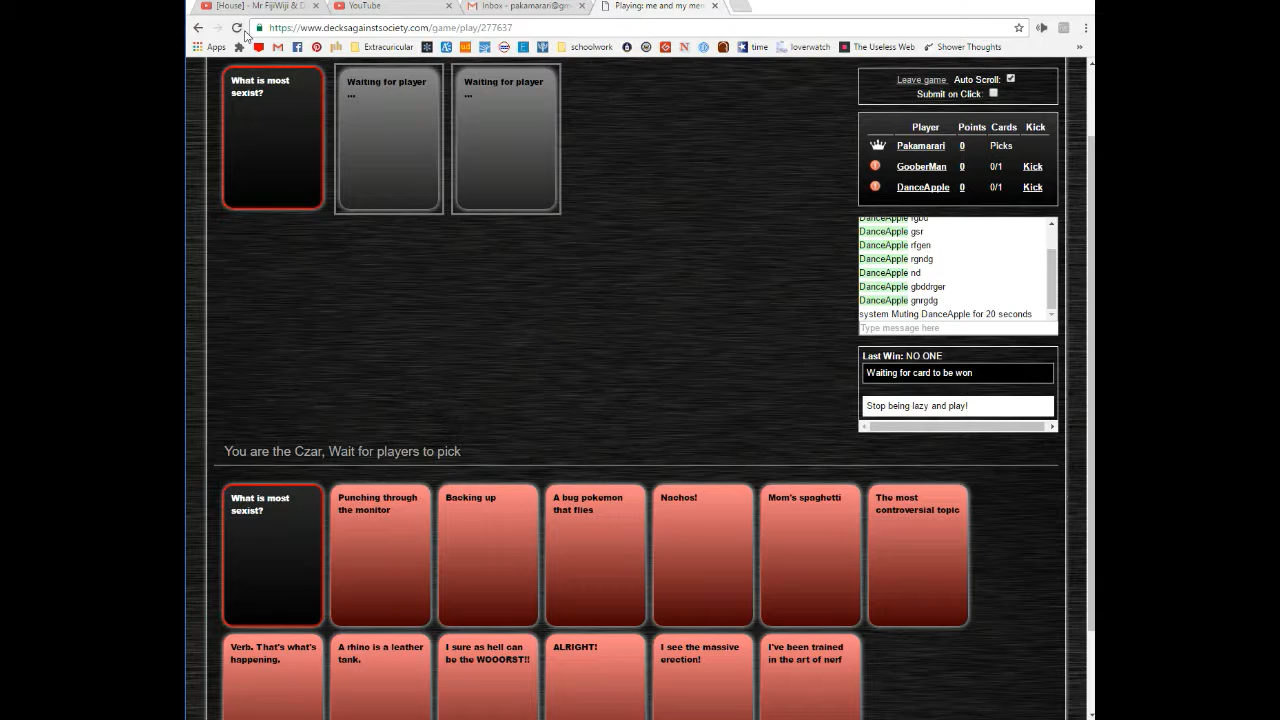 [House] - Mr FijiWiji & D
YouTube
Inbox - pakamarari@gm
Playing: me and my mem
https://www.decksagainstsociety.com/game/play/277637
Apps
Extracurricular
schoolwork
time
loverwatch
The Useless Web
Shower Thoughts
»
What is most
sexist?
Waiting for player
...
Waiting for player
...
Leave game Auto Scroll:
Submit on Click:
Player Points Cards Kick
Pakamarari 0 Picks
GooberMan 0 0/1 Kick
DanceApple 0 0/1 Kick
DanceApple rgbd
DanceApple gsr
DanceApple rfgen
DanceApple rgndg
DanceApple nd
DanceApple gbddrger
DanceApple gnrgdg
system Muting DanceApple for 20 seconds
Type message here
Last Win: NO ONE
Waiting for card to be won
Stop being lazy and play!
You are the Czar, Wait for players to pick
What is most
sexist?
Punching through
the monitor
Backing up
A bug pokemon
that flies
Nachos!
Mom's spaghetti
The most
controversial topic
Verb. That's what's
happening.
A rhino is a leather
tank.
I sure as hell can
be the WOOORST!!
ALRIGHT!
I see the massive
erection!
I've been trained
in the art of nerf